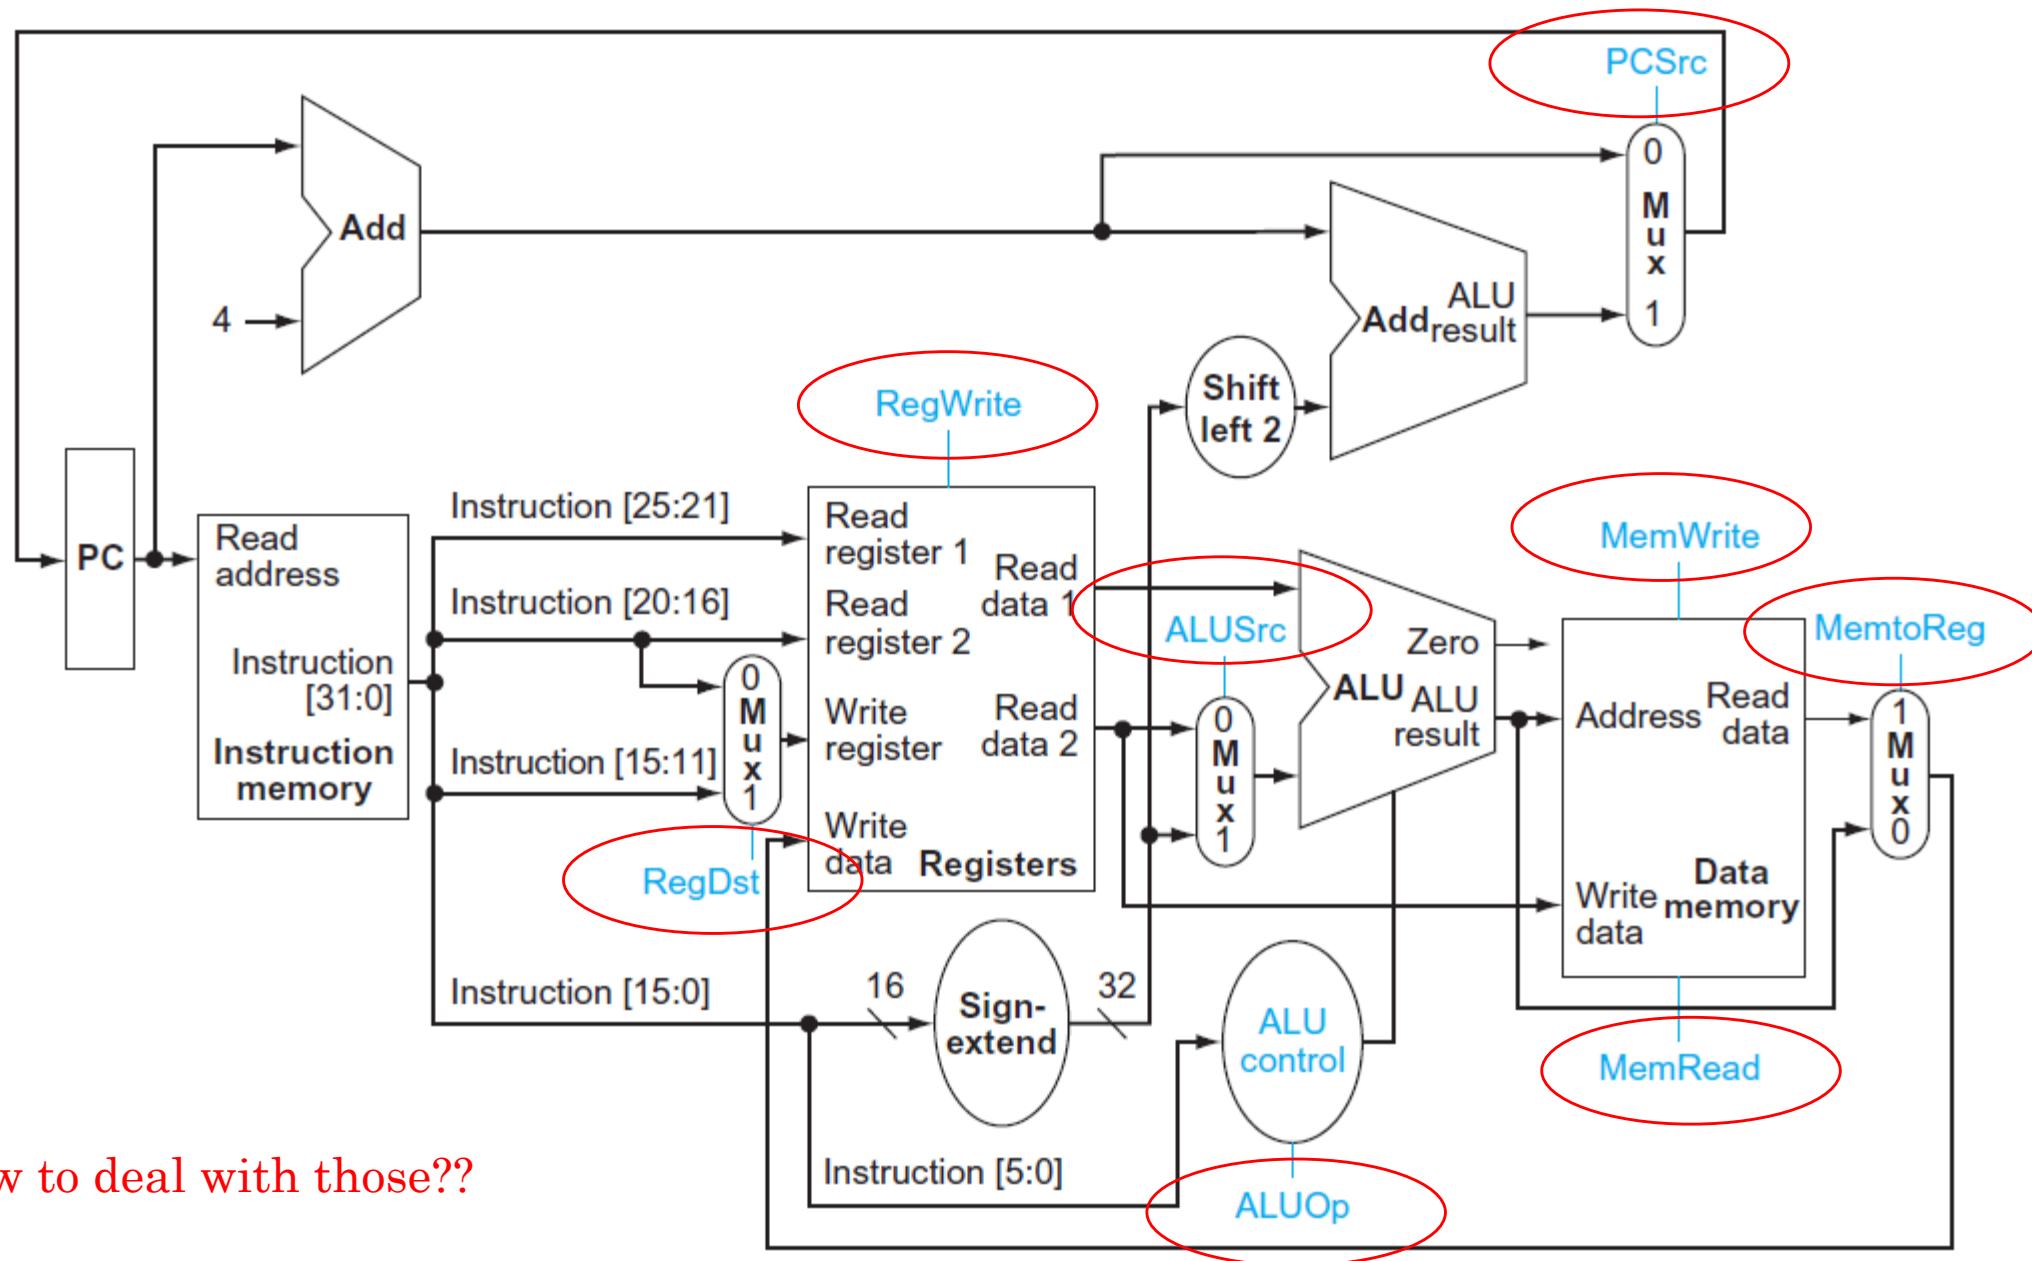 PCSrc
0
M
u
x
1
Add
4
ALU
Add result
Shift
left 2
RegWrite
PC
Read
address
Instruction
[31:0]
Instruction
memory
Instruction [25:21]
Instruction [20:16]
Instruction [15:11]
Instruction [15:0]
0
M
u
x
1
RegDst
Read
register 1
Read
register 2
Write
register
Write
data
Read
data 1
Read
data 2
Registers
ALUSrc
0
M
u
x
1
Zero
ALU
ALU
result
MemWrite
Address
Read
data
Write
data
Data
memory
MemRead
MemtoReg
1
M
u
x
0
16
Sign-
extend
32
ALU
control
Instruction [5:0]
ALUOp
to deal with those??